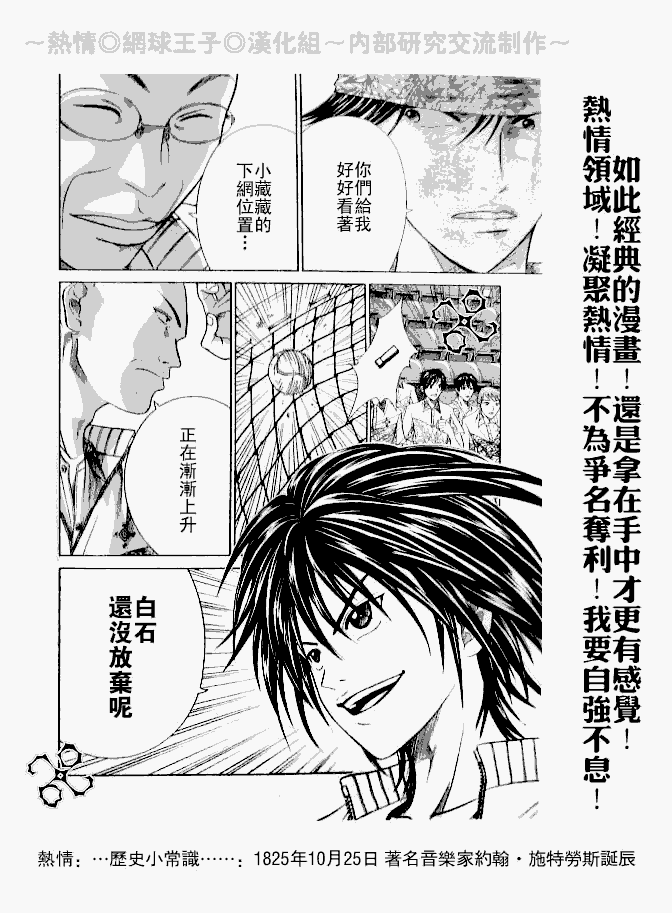 ～熱情◎網球王子◎漢化組～內部研究交流制作～
你們給我
好好看著
小藏藏的
下網位置…
正在漸漸上升
白石
還沒放棄呢
如此經典的漫畫！還是拿在手中才更有感覺！
熱情領域！凝聚熱情！不為爭名奪利！我要自強不息！
熱情：…歷史小常識……：1825年10月25日 著名音樂家約翰・施特勞斯誕辰